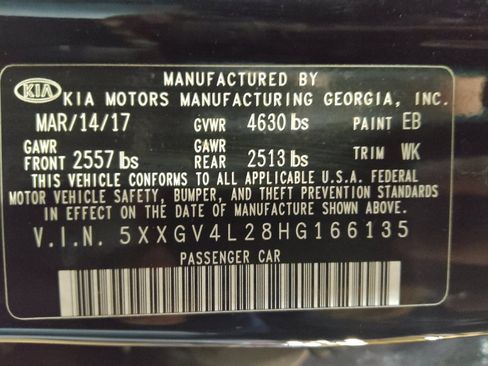 MANUFACTURED BY
KIA KIA MOTORS MANUFACTURING GEORGIA, INC.
MAR/14/17 GVWR 4630 lbs PAINT EB
GAWR FRONT 2557 lbs GAWR REAR 2513 lbs TRIM WK
THIS VEHICLE CONFORMS TO ALL APPLICABLE U.S.A. FEDERAL
MOTOR VEHICLE SAFETY, BUMPER, AND THEFT PREVENTION STANDARDS
IN EFFECT ON THE DATE OF MANUFACTURE SHOWN ABOVE.
V.I.N. 5XXGV4L28HG166135
PASSENGER CAR